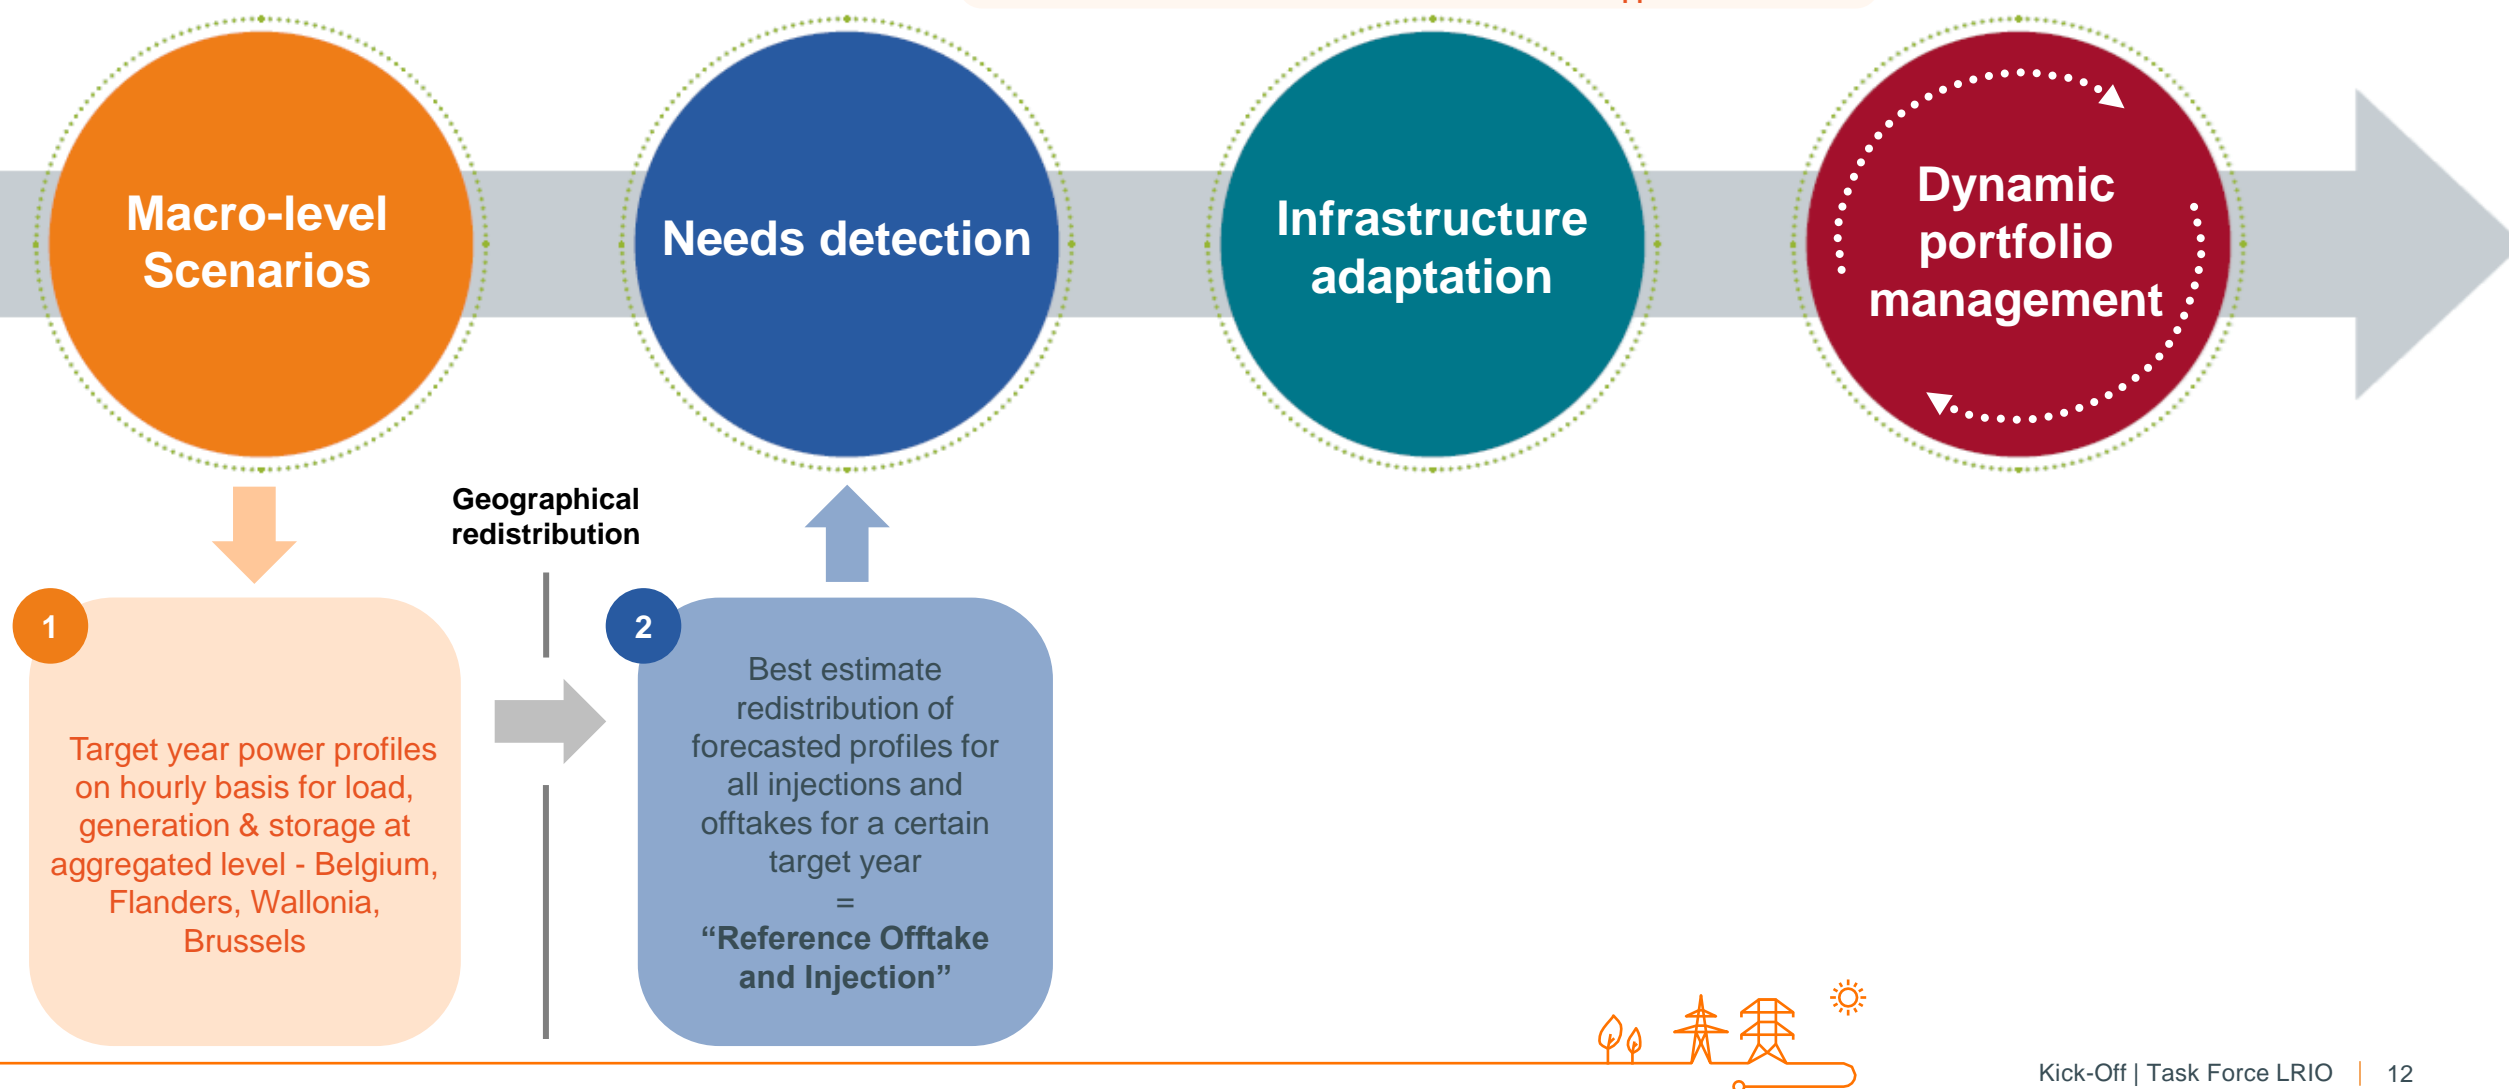 Macro-level
Scenarios
Needs detection
Infrastructure
adaptation
Dynamic
portfolio
management
Geographical
redistribution
1
Target year power profiles
on hourly basis for load,
generation & storage at
aggregated level - Belgium,
Flanders, Wallonia,
Brussels
2
Best estimate
redistribution of
forecasted profiles for
all injections and
offtakes for a certain
target year
=
“Reference Offtake
and Injection”
Kick-Off | Task Force LRIO | 12